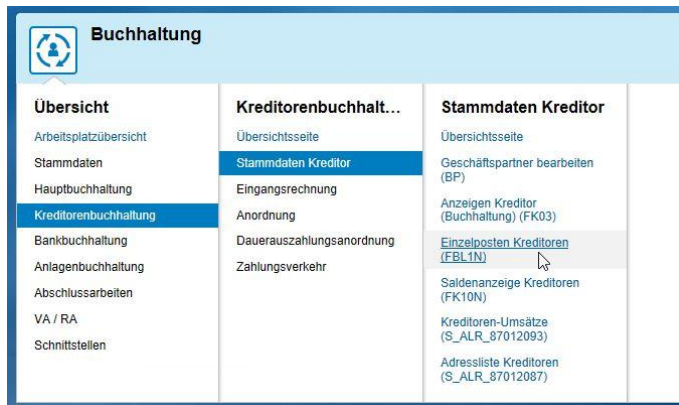 Buchhaltung
Übersicht
Arbeitsplatzübersicht
Stammdaten
Hauptbuchhaltung
Kreditorenbuchhaltung
Bankbuchhaltung
Anlagenbuchhaltung
Abschlussarbeiten
VA / RA
Schnittstellen
Kreditorenbuchhalt...
Übersichtsseite
Stammdaten Kreditor
Eingangsrechnung
Anordnung
Dauerauszahlungsanordnung
Zahlungsverkehr
Stammdaten Kreditor
Übersichtsseite
Geschäftspartner bearbeiten
(BP)
Anzeigen Kreditor
(Buchhaltung) (FK03)
Einzelposten Kreditoren
(FBL1N)
Saldenanzeige Kreditoren
(FK10N)
Kreditoren-Umsätze
(S_ALR_87012093)
Adressliste Kreditoren
(S_ALR_87012087)